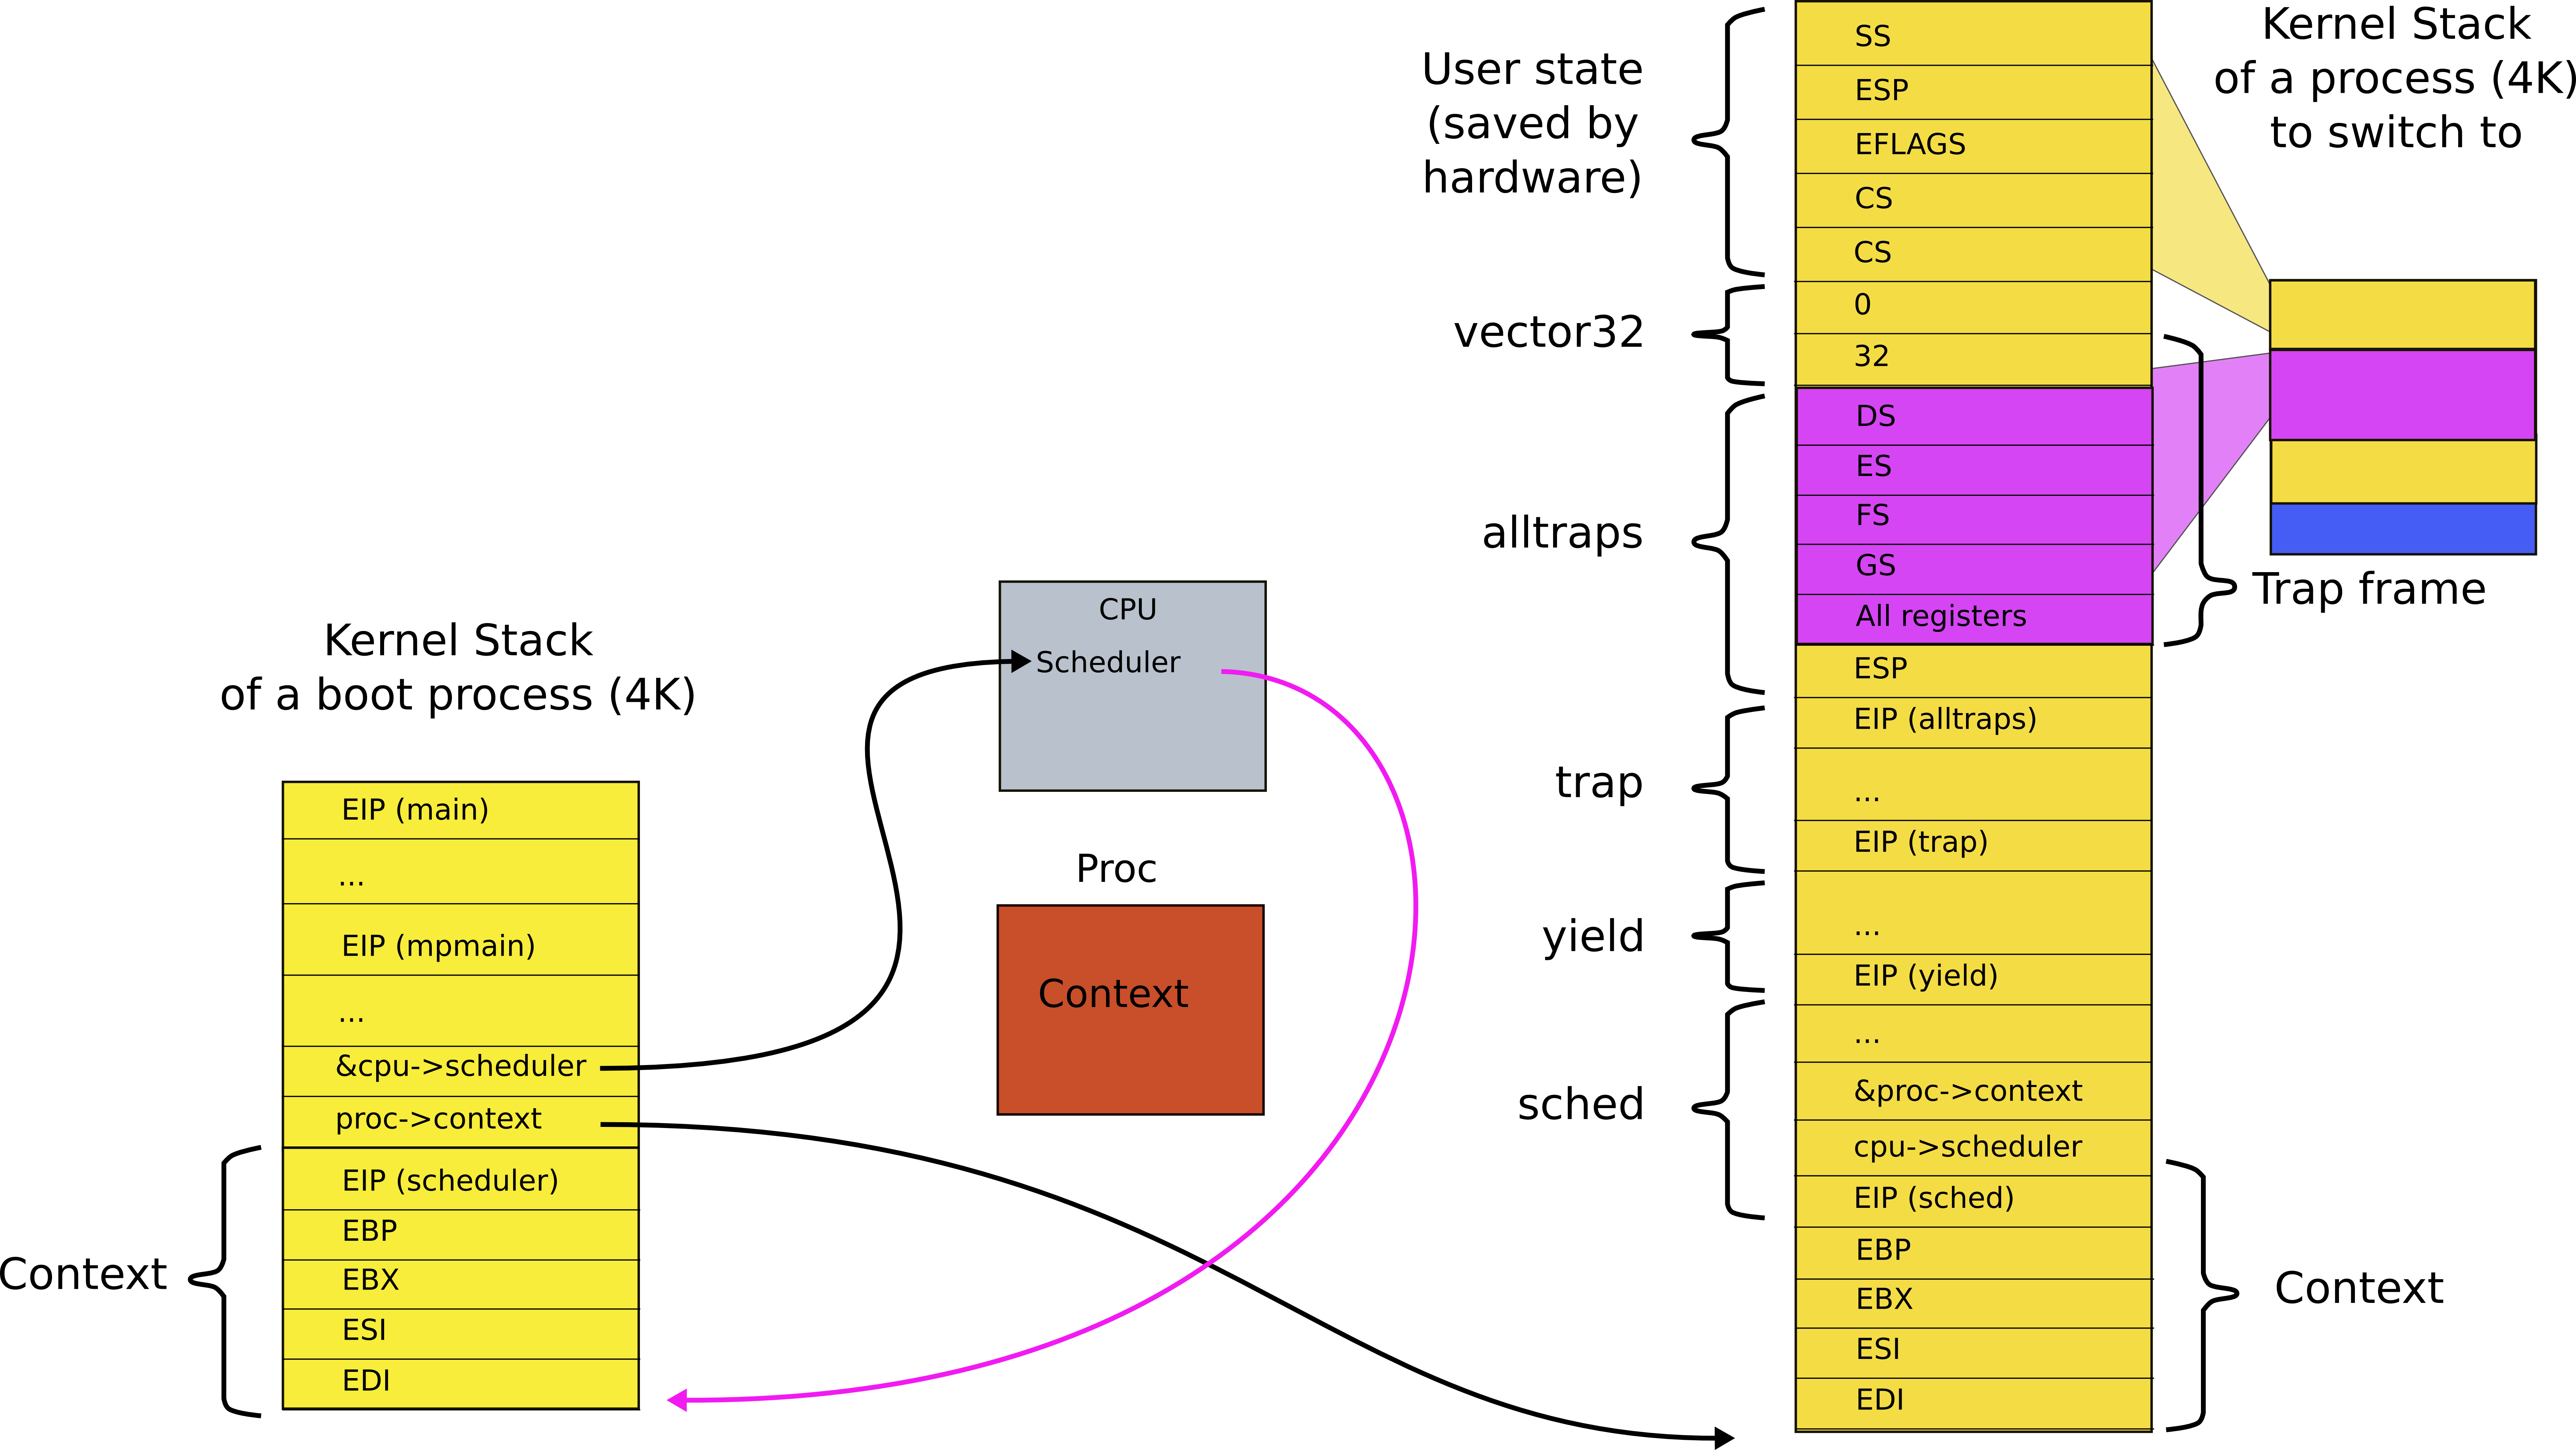 Kernel Stack
of a process (4K)
to switch to
User state
(saved by
hardware)
SS
ESP
EFLAGS
CS
CS
vector32
0
32
alltraps
DS
ES
FS
GS
All registers
ESP
Trap frame
trap
EIP (alltraps)
...
EIP (trap)
yield
...
EIP (yield)
sched
...
&proc->context
cpu->scheduler
EIP (sched)
EBP
EBX
ESI
EDI
Context
CPU
Scheduler
Proc
Context
Kernel Stack
of a boot process (4K)
EIP (main)
...
EIP (mpmain)
...
&cpu->scheduler
proc->context
EIP (scheduler)
EBP
EBX
ESI
EDI
Context